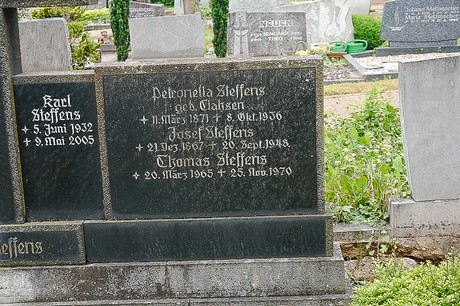 Karl
Steffens
✦ 5. Juni 1932
✦ 9. Mai 2005
Petronella Steffens
geb. Clahsen
✦ 11. März 1871 ✦ 8. Okt. 1936
Josef Steffens
✦ 21. Dez. 1867 ✦ 20. Sept. 1948
Thomas Steffens
✦ 20. März 1965 ✦ 25. Nov. 1970
Steffens
NEUEN